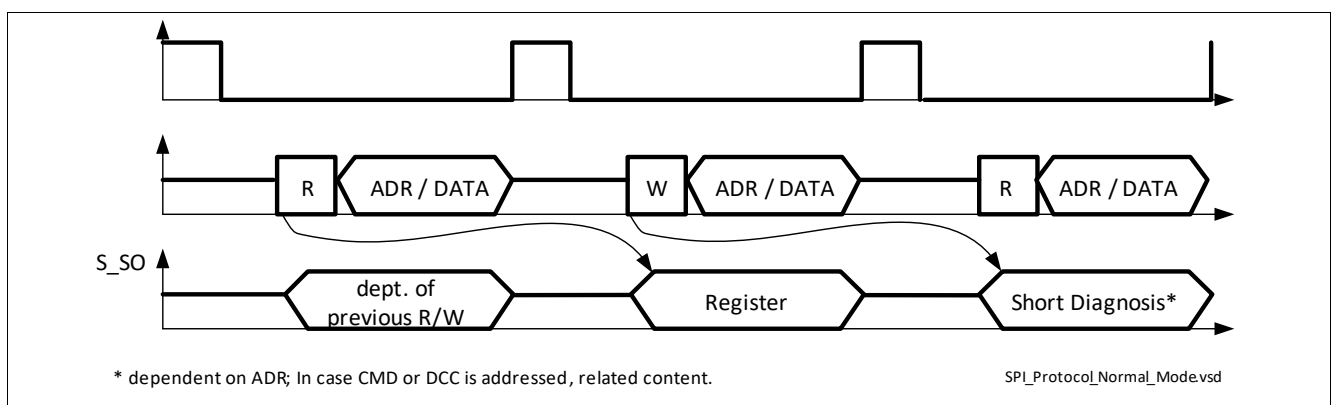 R
ADR / DATA
W
ADR / DATA
R
ADR / DATA
S_SO
dept. of
previous R/W
Register
Short Diagnosis*
* dependent on ADR; In case CMD or DCC is addressed, related content.
SPI_Protocol_Normal_Mode.vsd